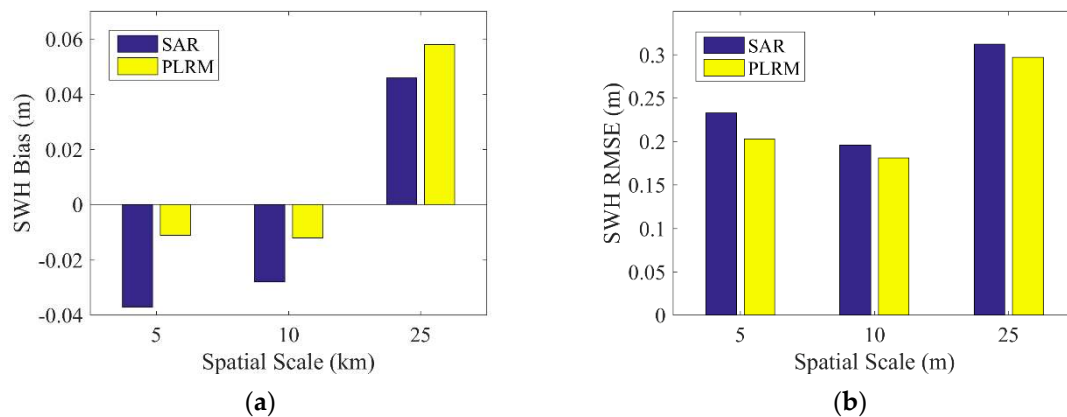 0.06
0.04
0.02
0
-0.02
-0.04
SWH Bias (m)
SAR
PLRM
5
10
25
Spatial Scale (km)
(a)
0.3
0.25
0.2
0.15
0.1
0.05
0
SWH RMSE (m)
SAR
PLRM
5
10
25
Spatial Scale (m)
(b)